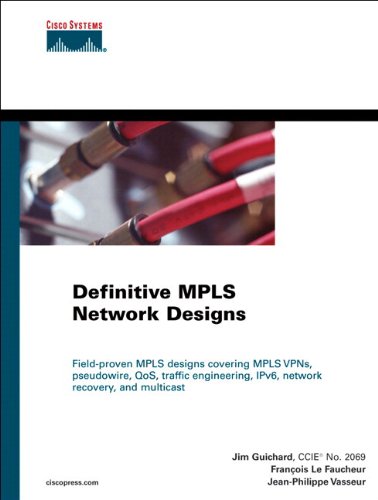 CISCO SYSTEMS
Definitive MPLS
Network Designs
Field-proven MPLS designs covering MPLS VPNs,
pseudowire, QoS, traffic engineering, IPv6, network
recovery, and multicast
Jim Guichard, CCIE® No. 2069
François Le Faucheur
ciscopress.com
Jean-Philippe Vasseur